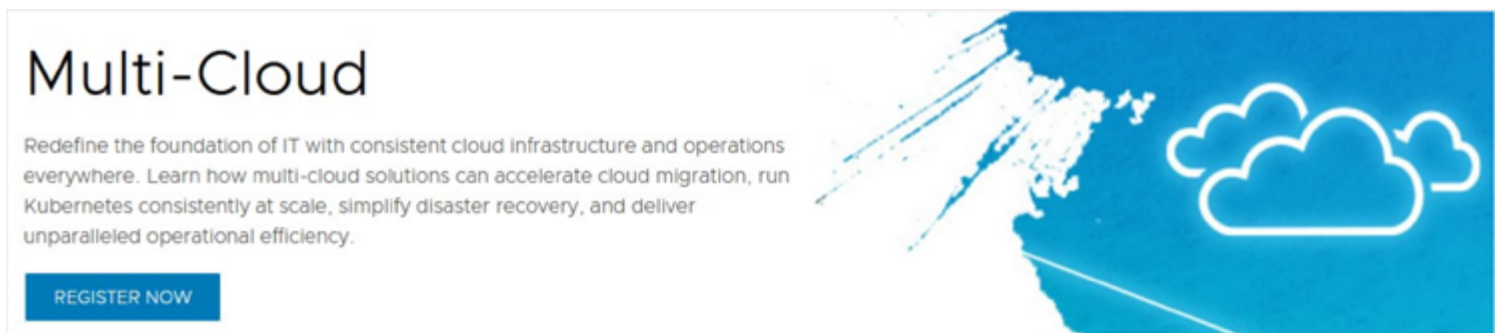 Multi-Cloud
Redefine the foundation of IT with consistent cloud infrastructure and operations
everywhere. Learn how multi-cloud solutions can accelerate cloud migration, run
Kubernetes consistently at scale, simplify disaster recovery, and deliver
unparalleled operational efficiency.
REGISTER NOW